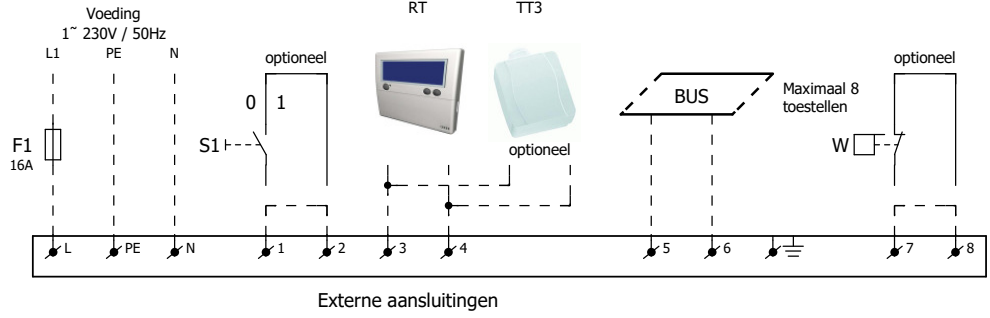 Voeding
1~ 230V / 50Hz
L1 PE N
RT TT3
optioneel
0 1
S1
F1
16A
optioneel
BUS
Maximaal 8
toestellen
optioneel
W
L PE N 1 2 3 4 5 6 7 8
Externe aansluitingen